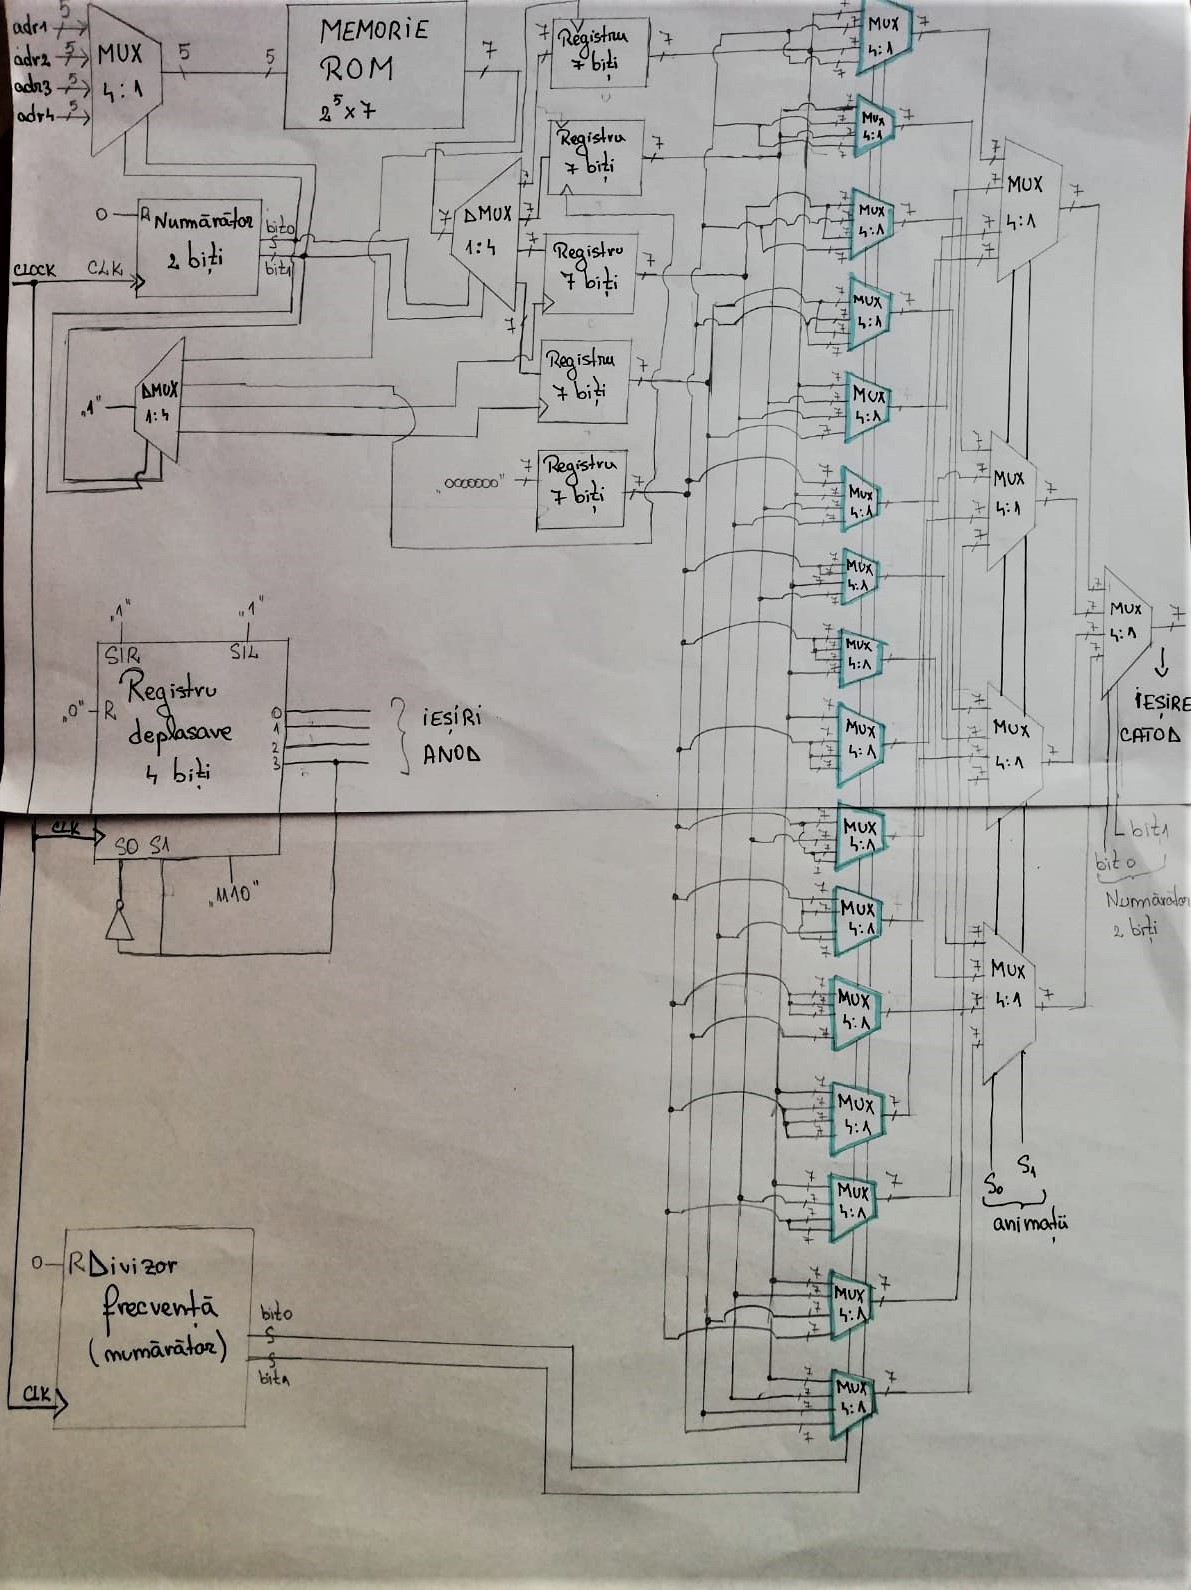 adr1 5
adr2 5
adr3 5
adr4 5
MUX
4:1
5
5
MEMORIE
ROM
2^5 x 7
7
7
Registru
7 biți
7
7
Registru
7 biți
7
ΔMUX
1:4
7
7
7
7
Registru
7 biți
7
Registru
7 biți
7
"0000000"
7
Registru
7 biți
7
0
R
Numărător
2 biți
bit0
bit1
CLOCK
CLK
"1"
ΔMUX
1:4
"1"
"1"
SIR
SIL
"0"
R
Registru
deplasare
4 biți
0
1
2
3
IEȘIRI
ANOD
CLK
S0 S1
"M10"
0
R
Divizor
frecvență
(numărător)
bit0
bit1
CLK
MUX
4:1
7
Mux
4:1
7
MUX
4:1
7
MUX
4:1
7
MUX
4:1
7
MUX
4:1
7
MUX
4:1
7
MUX
4:1
7
MUX
4:1
7
MUX
4:1
7
MUX
4:1
7
MUX
4:1
7
MUX
4:1
7
MUX
4:1
7
MUX
4:1
7
MUX
4:1
7
MUX
4:1
7
MUX
4:1
7
MUX
4:1
7
MUX
4:1
7
S0
S1
animații
MUX
4:1
7
IEȘIRE
CATOD
bit1
bit0
Numărător
2 biți